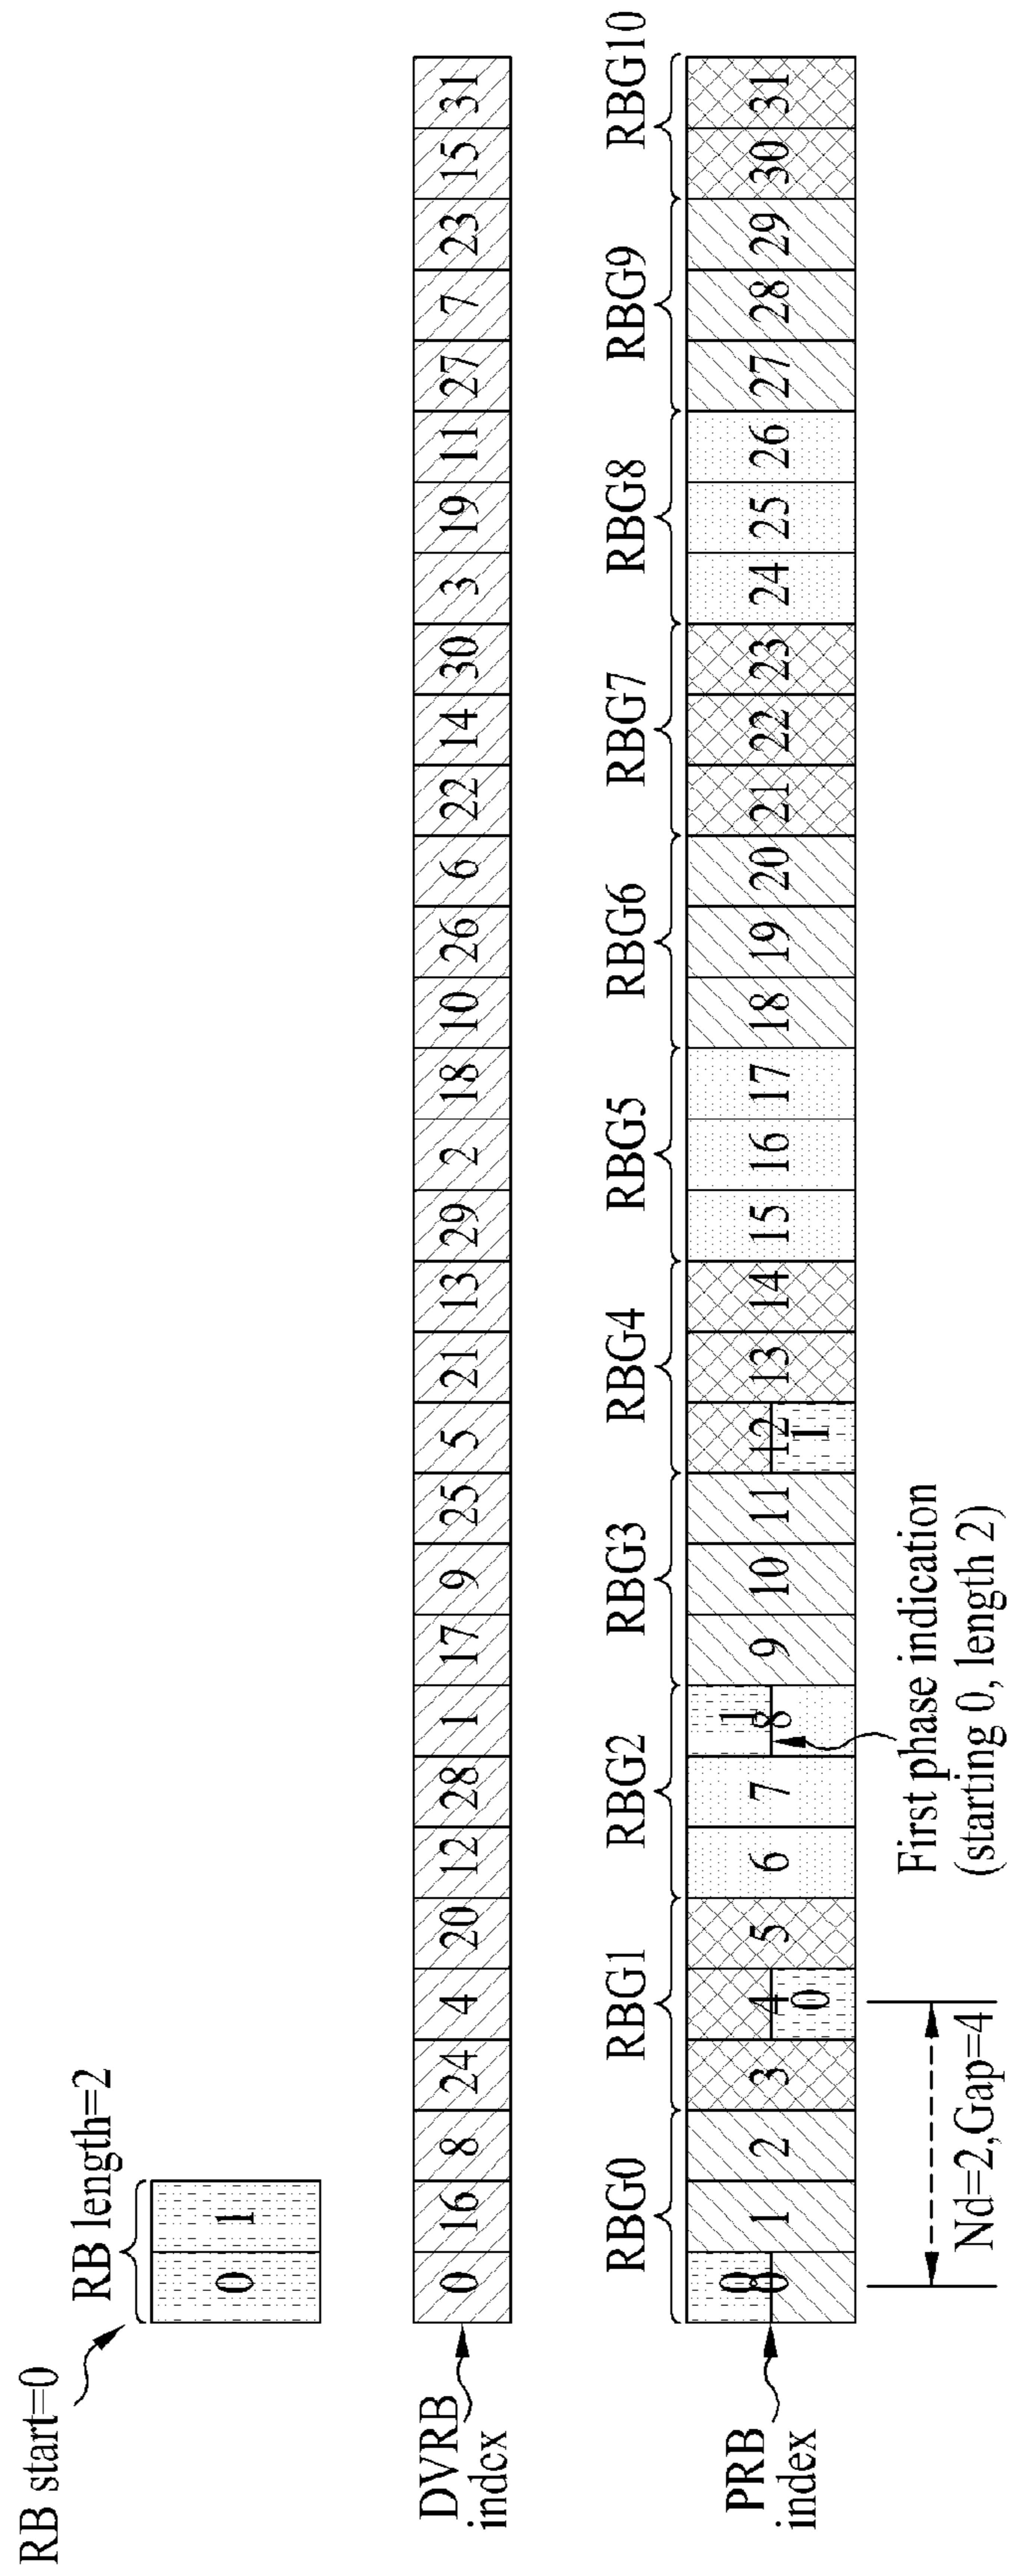 RB start=0
RB length=2
0 1
DVRB
indcx
0 16 8 24 4 20 12 28 1 17 9 25 5 21 13 29 2 18 10 26 6 22 14 30 3 19 11 27 7 23 15 31
RBG0 RBG1 RBG2 RBG3 RBG4 RBG5 RBG6 RBG7 RBG8 RBG9 RBG10
PRB
index
0 1
0 1 2 3 4 5 6 7 8 9 10 11 12 13 14 15 16 17 18 19 20 21 22 23 24 25 26 27 28 29 30 31
0 1
Nd=2,Gap=4
First phase indication
(starting 0, length 2)